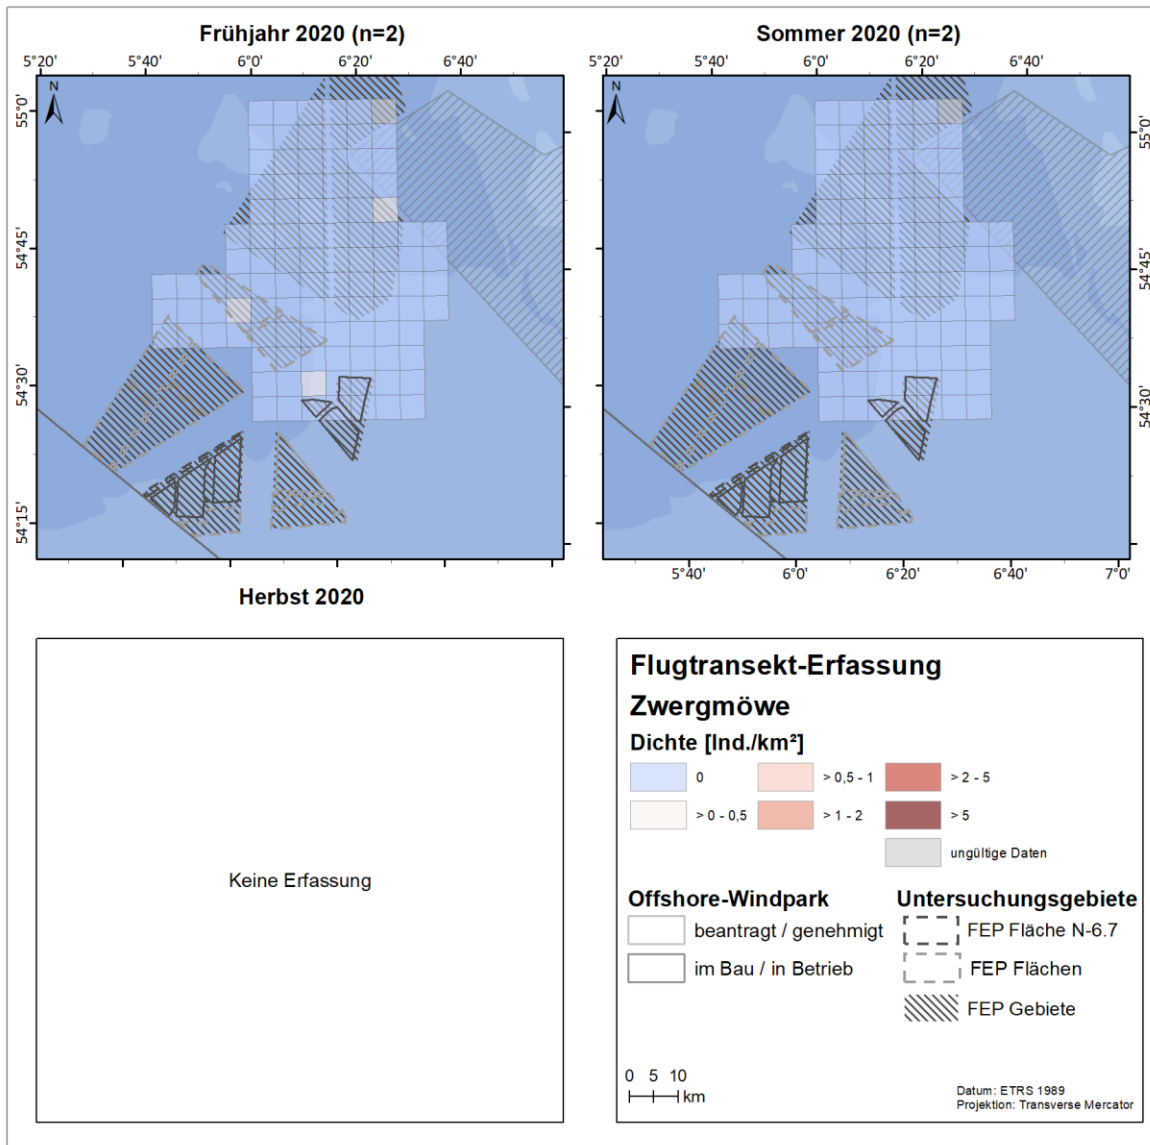 Frühjahr 2020 (n=2)
5°20' 5°40' 6°0' 6°20' 6°40'
N
55°0'
54°45'
54°30'
54°15'
Sommer 2020 (n=2)
5°40' 6°0' 6°20' 6°40'
N
55°0'
54°45'
54°30'
5°40' 6°0' 6°20' 6°40' 7°0'
Herbst 2020
Keine Erfassung
Flugtransekt-Erfassung
Zwergmöwe
Dichte [Ind./km²]
0
> 0,5 - 1
> 2 - 5
> 0 - 0,5
> 1 - 2
> 5
ungültige Daten
Offshore-Windpark
beantragt / genehmigt
im Bau / in Betrieb
Untersuchungsgebiete
FEP Fläche N-6.7
FEP Flächen
FEP Gebiete
0 5 10
km
Datum: ETRS 1989
Projektion: Transverse Mercator